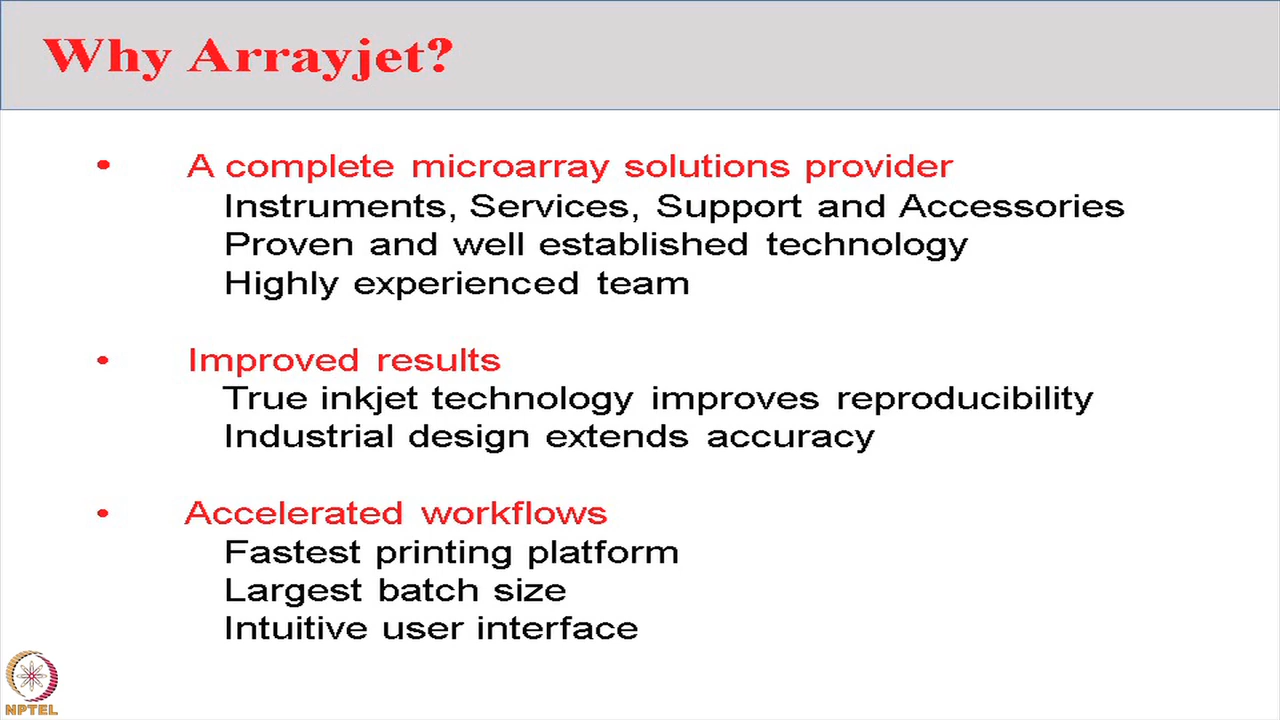 Why Arrayjet?
• A complete microarray solutions provider
Instruments, Services, Support and Accessories
Proven and well established technology
Highly experienced team
• Improved results
True inkjet technology improves reproducibility
Industrial design extends accuracy
• Accelerated workflows
Fastest printing platform
Largest batch size
Intuitive user interface
NPTEL